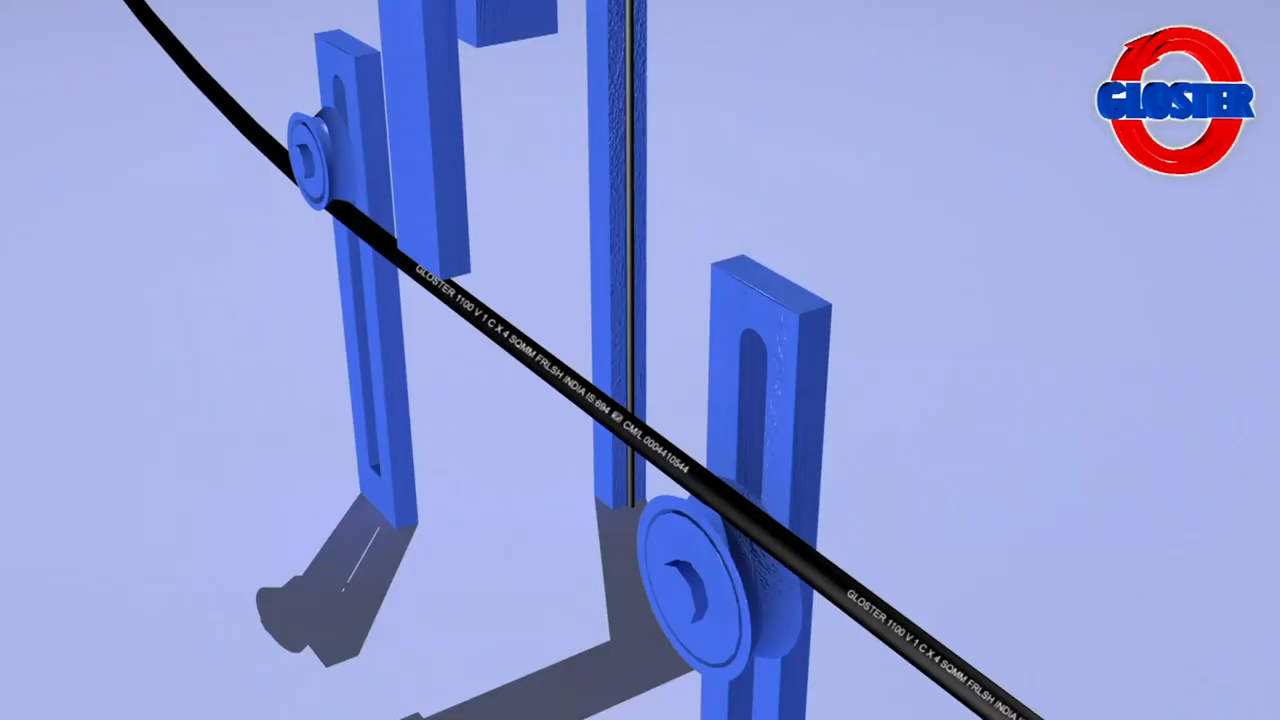 GLOSTER
GLOSTER 1100 V 1 C X 4 SQMM FRLSH INDIA IS:694 CM/L 0004410544
GLOSTER 1100 V 1 C X 4 SQMM FRLSH INDIA